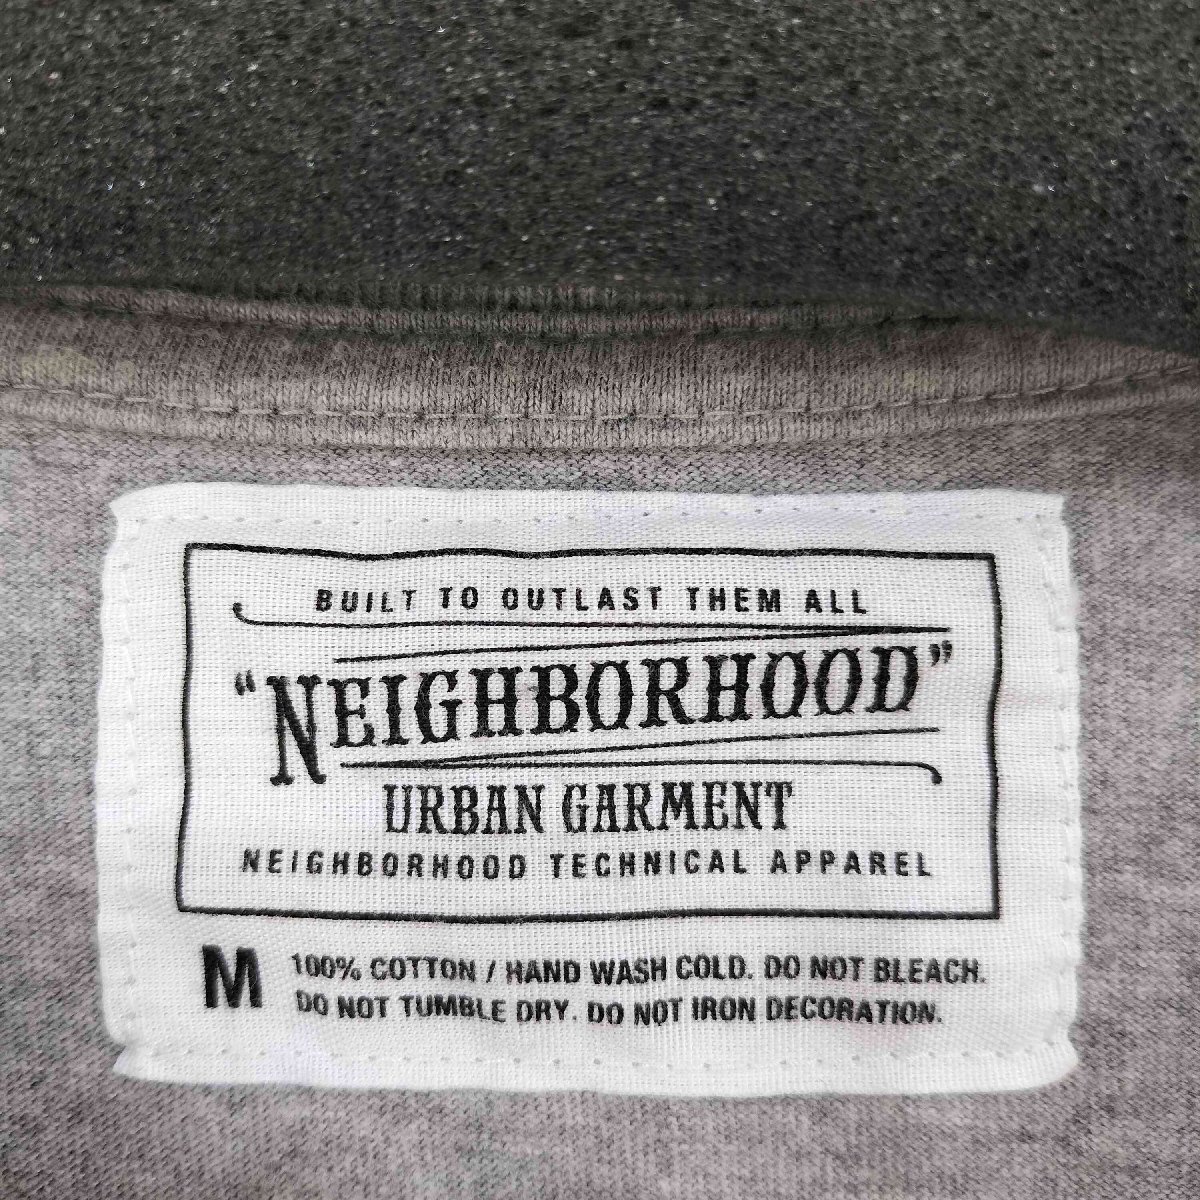 BUILT TO OUTLAST THEM ALL
"NEIGHBORHOOD"
URBAN GARMENT
NEIGHBORHOOD TECHNICAL APPAREL
M 100% COTTON / HAND WASH COLD. DO NOT BLEACH.
DO NOT TUMBLE DRY. DO NOT IRON DECORATION.